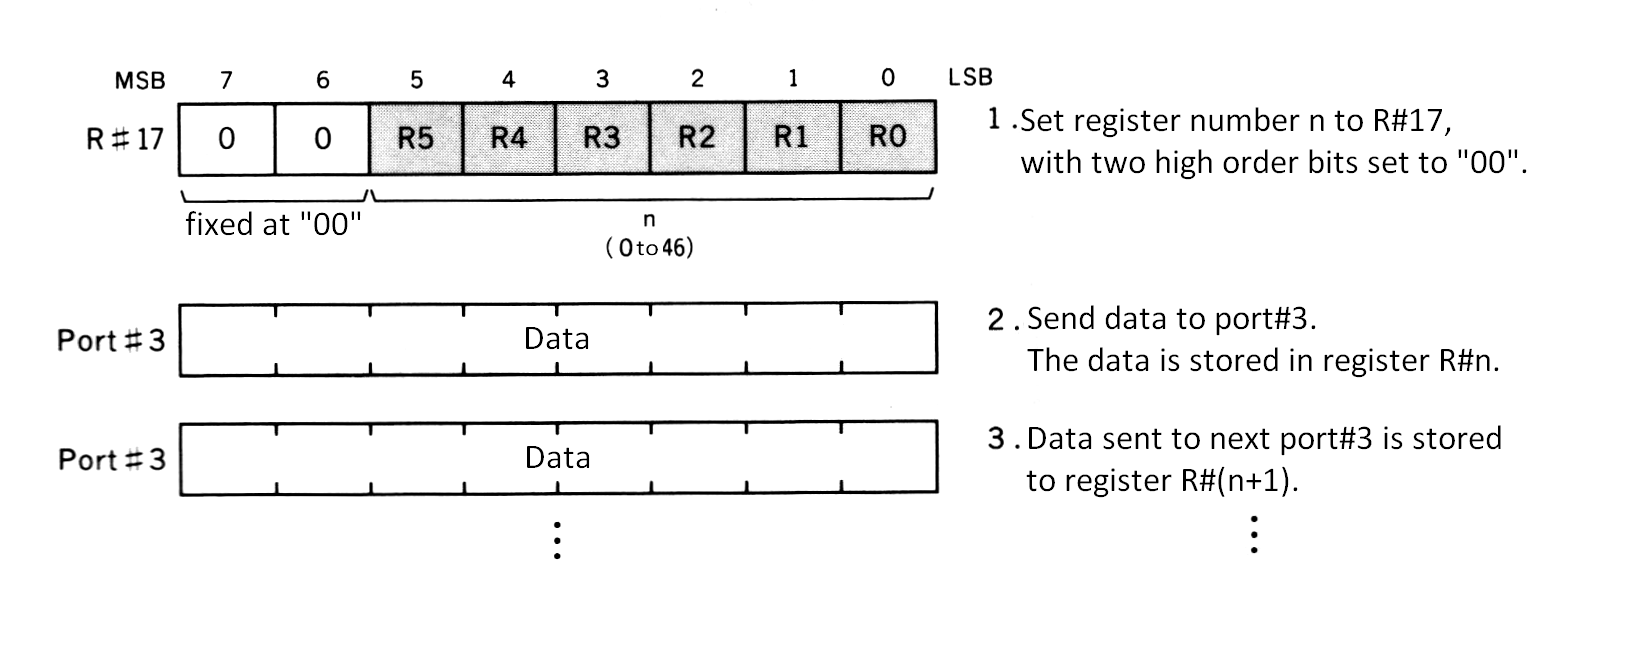 MSB 7 6 5 4 3 2 1 0 LSB
R#17 0 0 R5 R4 R3 R2 R1 R0
fixed at "00"
n
(0 to 46)
1.Set register number n to R#17,
with two high order bits set to "00".
Port#3 Data
2.Send data to port#3.
The data is stored in register R#n.
Port#3 Data
3.Data sent to next port#3 is stored
to register R#(n+1).